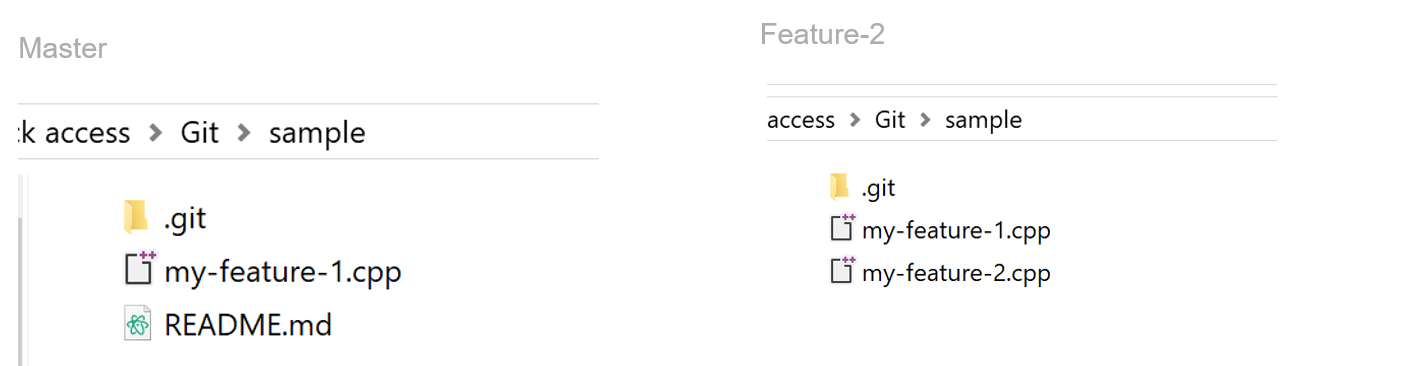 Master
ck access > Git > sample
.git
my-feature-1.cpp
README.md
Feature-2
access > Git > sample
.git
my-feature-1.cpp
my-feature-2.cpp